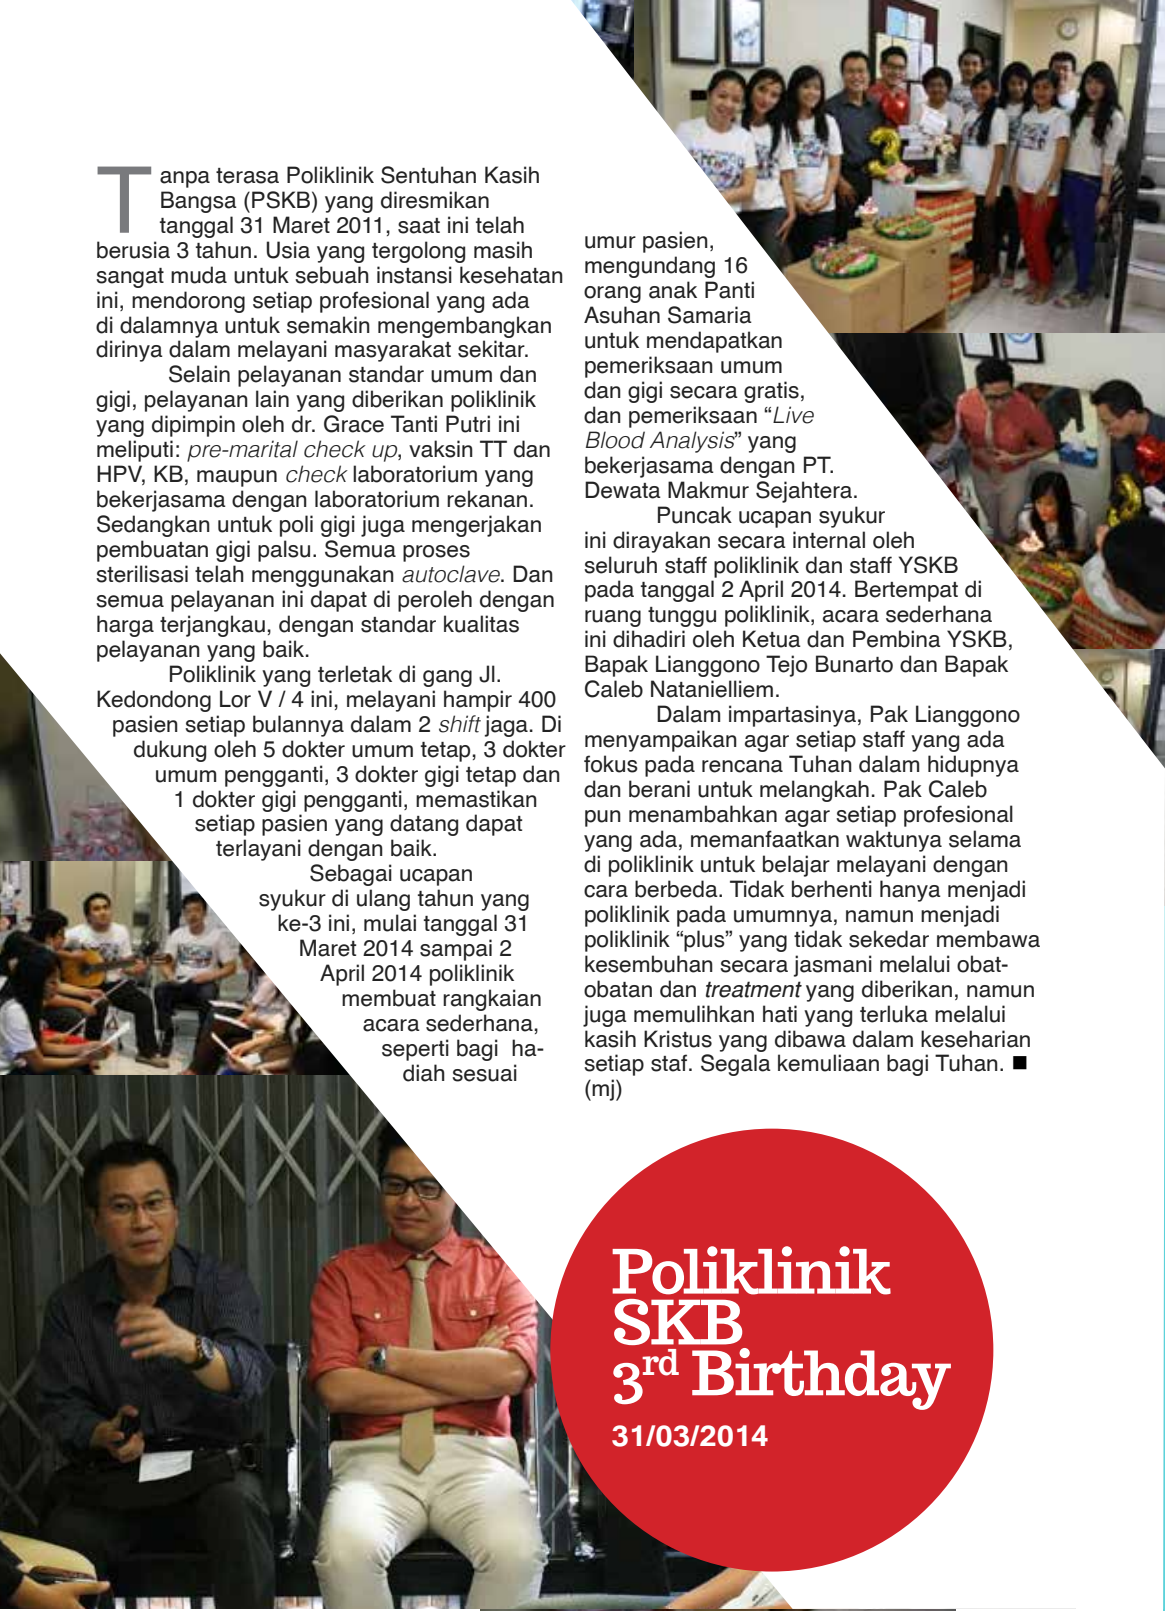 Tanpa terasa Poliklinik Sentuhan Kasih
Bangsa (PSKB) yang diresmikan
tanggal 31 Maret 2011, saat ini telah
berusia 3 tahun. Usia yang tergolong masih
sangat muda untuk sebuah instansi kesehatan
ini, mendorong setiap profesional yang ada
di dalamnya untuk semakin mengembangkan
dirinya dalam melayani masyarakat sekitar.
Selain pelayanan standar umum dan
gigi, pelayanan lain yang diberikan poliklinik
yang dipimpin oleh dr. Grace Tanti Putri ini
meliputi: pre-marital check up, vaksin TT dan
HPV, KB, maupun check laboratorium yang
bekerjasama dengan laboratorium rekanan.
Sedangkan untuk poli gigi juga mengerjakan
pembuatan gigi palsu. Semua proses
sterilisasi telah menggunakan autoclave. Dan
semua pelayanan ini dapat di peroleh dengan
harga terjangkau, dengan standar kualitas
pelayanan yang baik.
Poliklinik yang terletak di gang Jl.
Kedondong Lor V / 4 ini, melayani hampir 400
pasien setiap bulannya dalam 2 shift jaga. Di
dukung oleh 5 dokter umum tetap, 3 dokter
umum pengganti, 3 dokter gigi tetap dan
1 dokter gigi pengganti, memastikan
setiap pasien yang datang dapat
terlayani dengan baik.
Sebagai ucapan
syukur di ulang tahun yang
ke-3 ini, mulai tanggal 31
Maret 2014 sampai 2
April 2014 poliklinik
membuat rangkaian
acara sederhana,
seperti bagi  ha-
diah sesuai
umur pasien,
mengundang 16
orang anak Panti
Asuhan Samaria
untuk mendapatkan
pemeriksaan umum
dan gigi secara gratis,
dan pemeriksaan “Live
Blood Analysis” yang
bekerjasama dengan PT.
Dewata Makmur Sejahtera.
Puncak ucapan syukur
ini dirayakan secara internal oleh
seluruh staff poliklinik dan staff YSKB
pada tanggal 2 April 2014. Bertempat di
ruang tunggu poliklinik, acara sederhana
ini dihadiri oleh Ketua dan Pembina YSKB,
Bapak Lianggono Tejo Bunarto dan Bapak
Caleb Natanielliem.
Dalam impartasinya, Pak Lianggono
menyampaikan agar setiap staff yang ada
fokus pada rencana Tuhan dalam hidupnya
dan berani untuk melangkah. Pak Caleb
pun menambahkan agar setiap profesional
yang ada, memanfaatkan waktunya selama
di poliklinik untuk belajar melayani dengan
cara berbeda. Tidak berhenti hanya menjadi
poliklinik pada umumnya, namun menjadi
poliklinik “plus” yang tidak sekedar membawa
kesembuhan secara jasmani melalui obat-
obatan dan treatment yang diberikan, namun
juga memulihkan hati yang terluka melalui
kasih Kristus yang dibawa dalam keseharian
setiap staf. Segala kemuliaan bagi Tuhan. ■
(mj)
Poliklinik
SKB
3rd Birthday
31/03/2014